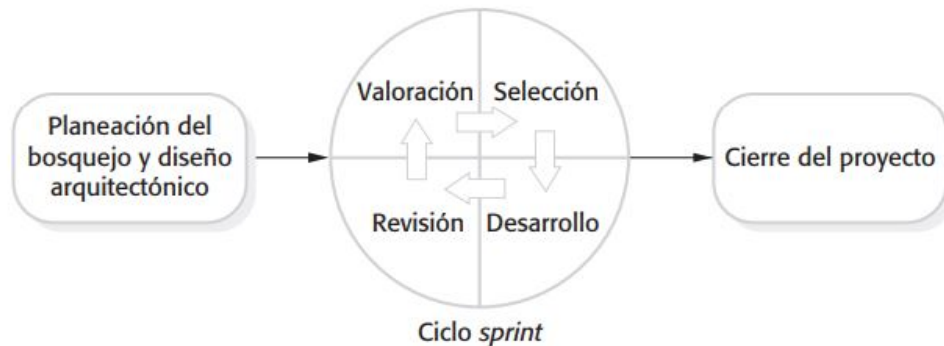 Planeación del
bosquejo y diseño
arquitectónico
Valoración
Selección
Revisión
Desarrollo
Cierre del proyecto
Ciclo sprint